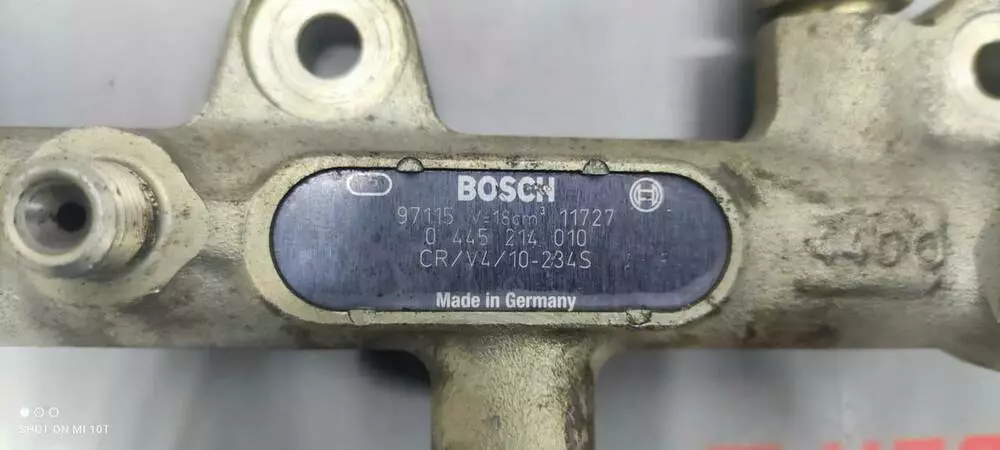 BOSCH
97115 V=18cm³ 11727
0 445 214 010
CR/V4/10-234S
Made in Germany
SHOT ON MI 10T